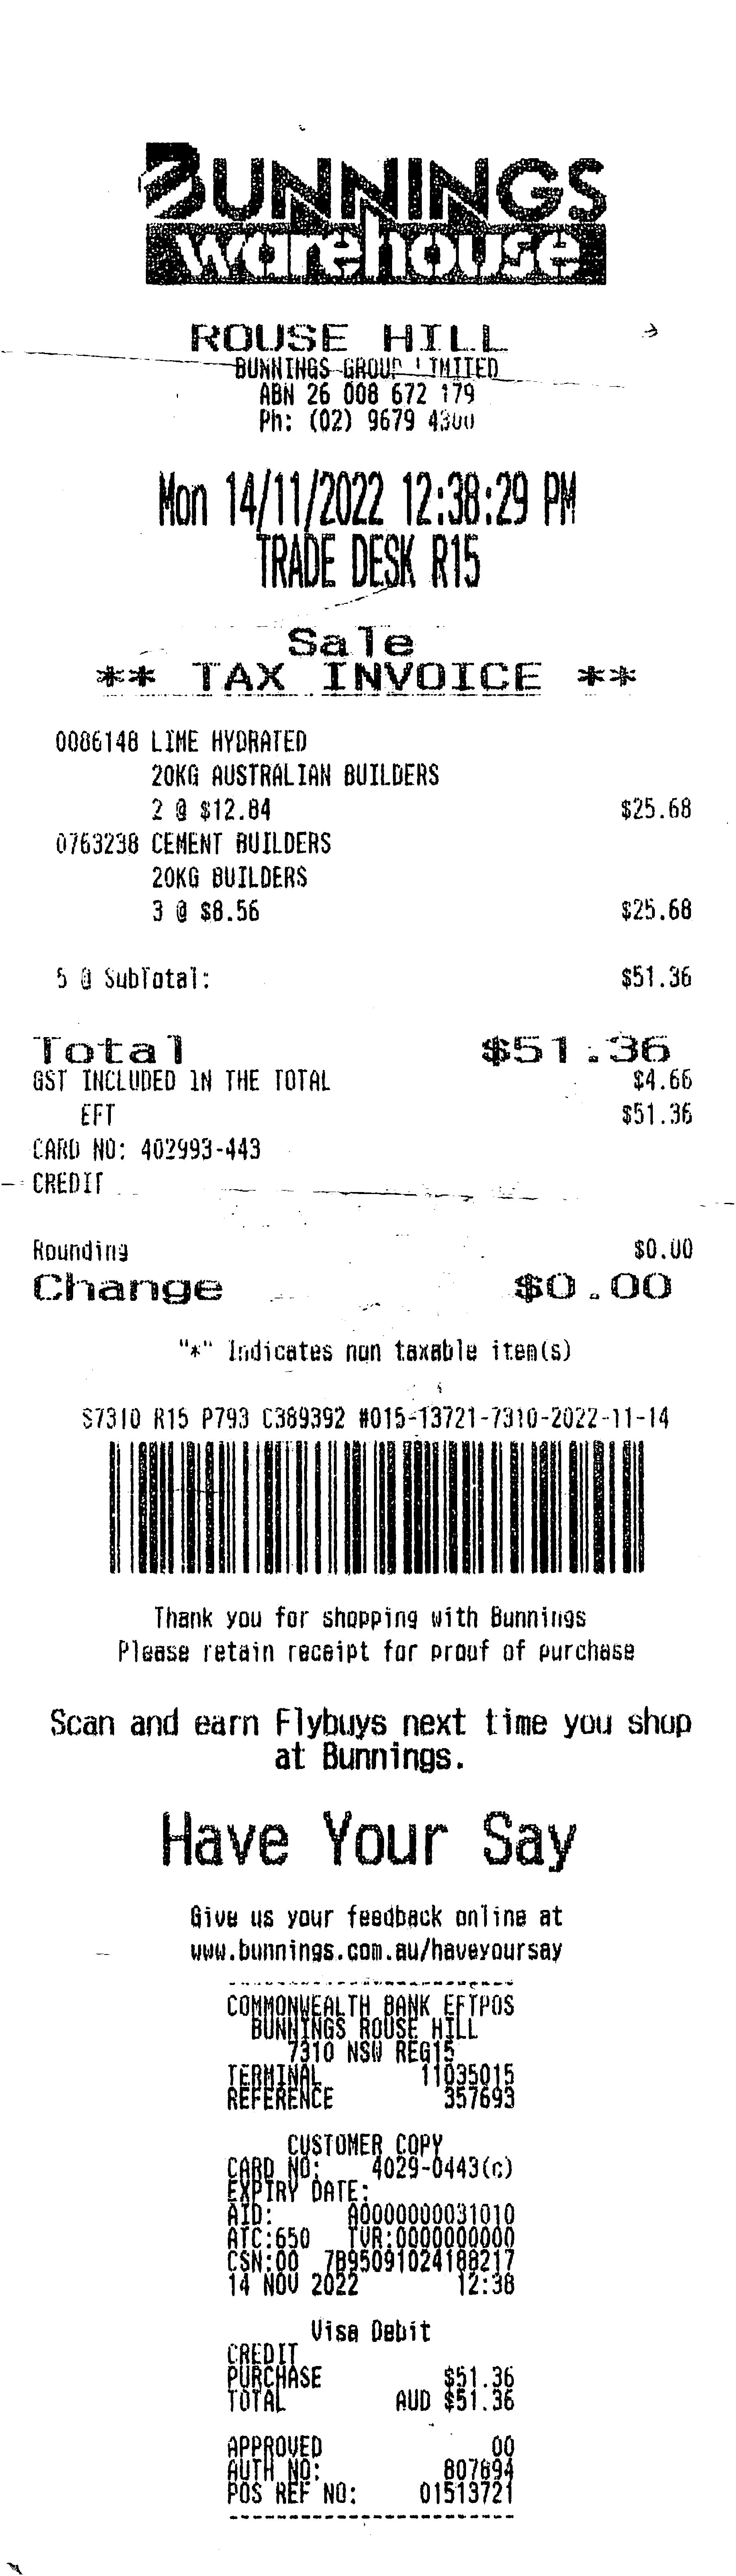 BUNNINGS
warehouse
ROUSE HILL
BUNNINGS GROUP LIMITED
ABN 26 008 672 179
Ph: (02) 9679 4300
Mon 14/11/2022 12:38:29 PM
TRADE DESK R15
Sale
** TAX INVOICE **
0086148 LIME HYDRATED
20KG AUSTRALIAN BUILDERS
2 @ $12.84 $25.68
0763238 CEMENT BUILDERS
20KG BUILDERS
3 @ $8.56 $25.68
5 @ SubTotal: $51.36
Total $51.36
GST INCLUDED IN THE TOTAL $4.66
EFT $51.36
CARD NO: 402993-443
CREDIT
Rounding $0.00
Change $0.00
"*" Indicates non taxable item(s)
S7310 R15 P793 C389392 #015-13721-7310-2022-11-14
Thank you for shopping with Bunnings
Please retain receipt for proof of purchase
Scan and earn Flybuys next time you shop
at Bunnings.
Have Your Say
Give us your feedback online at
www.bunnings.com.au/haveyoursay
COMMONWEALTH BANK EFTPOS
BUNNINGS ROUSE HILL
7310 NSW REG15
TERMINAL 11035015
REFERENCE 357693
CUSTOMER COPY
CARD NO: 4029-0443(c)
EXPIRY DATE:
AID: A0000000031010
ATC:650 TVR:0000000000
CSN:00 7B95091024188217
14 NOV 2022 12:38
Visa Debit
CREDIT
PURCHASE $51.36
TOTAL AUD $51.36
APPROVED 00
AUTH NO: 807694
POS REF NO: 01513721